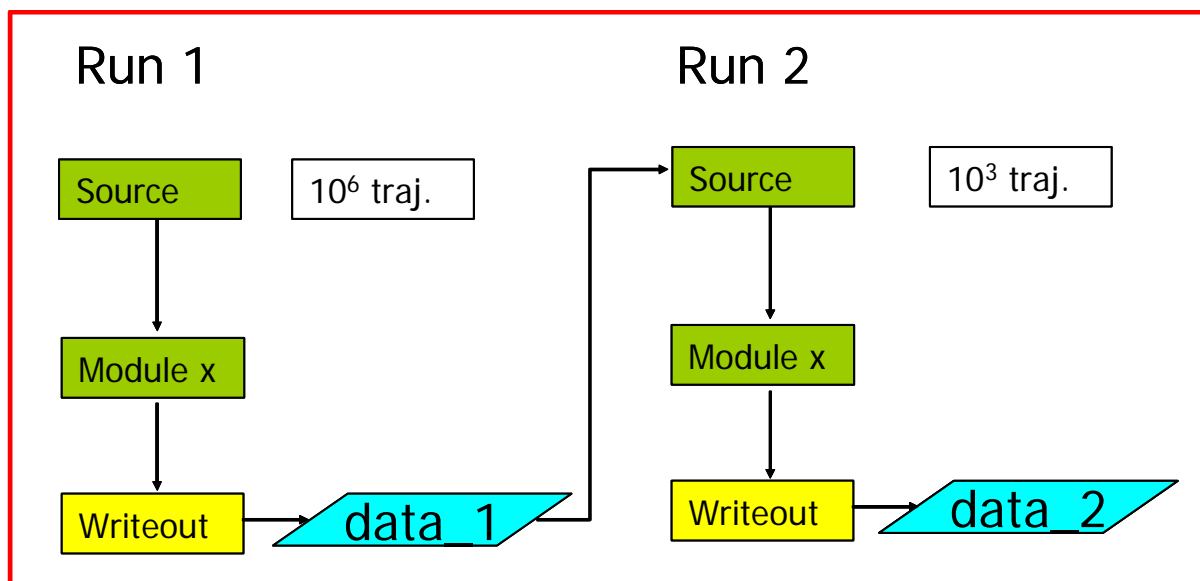 Run 1
Run 2
Source
10⁶ traj.
Source
10³ traj.
Module x
Module x
Writeout
data_1
Writeout
data_2